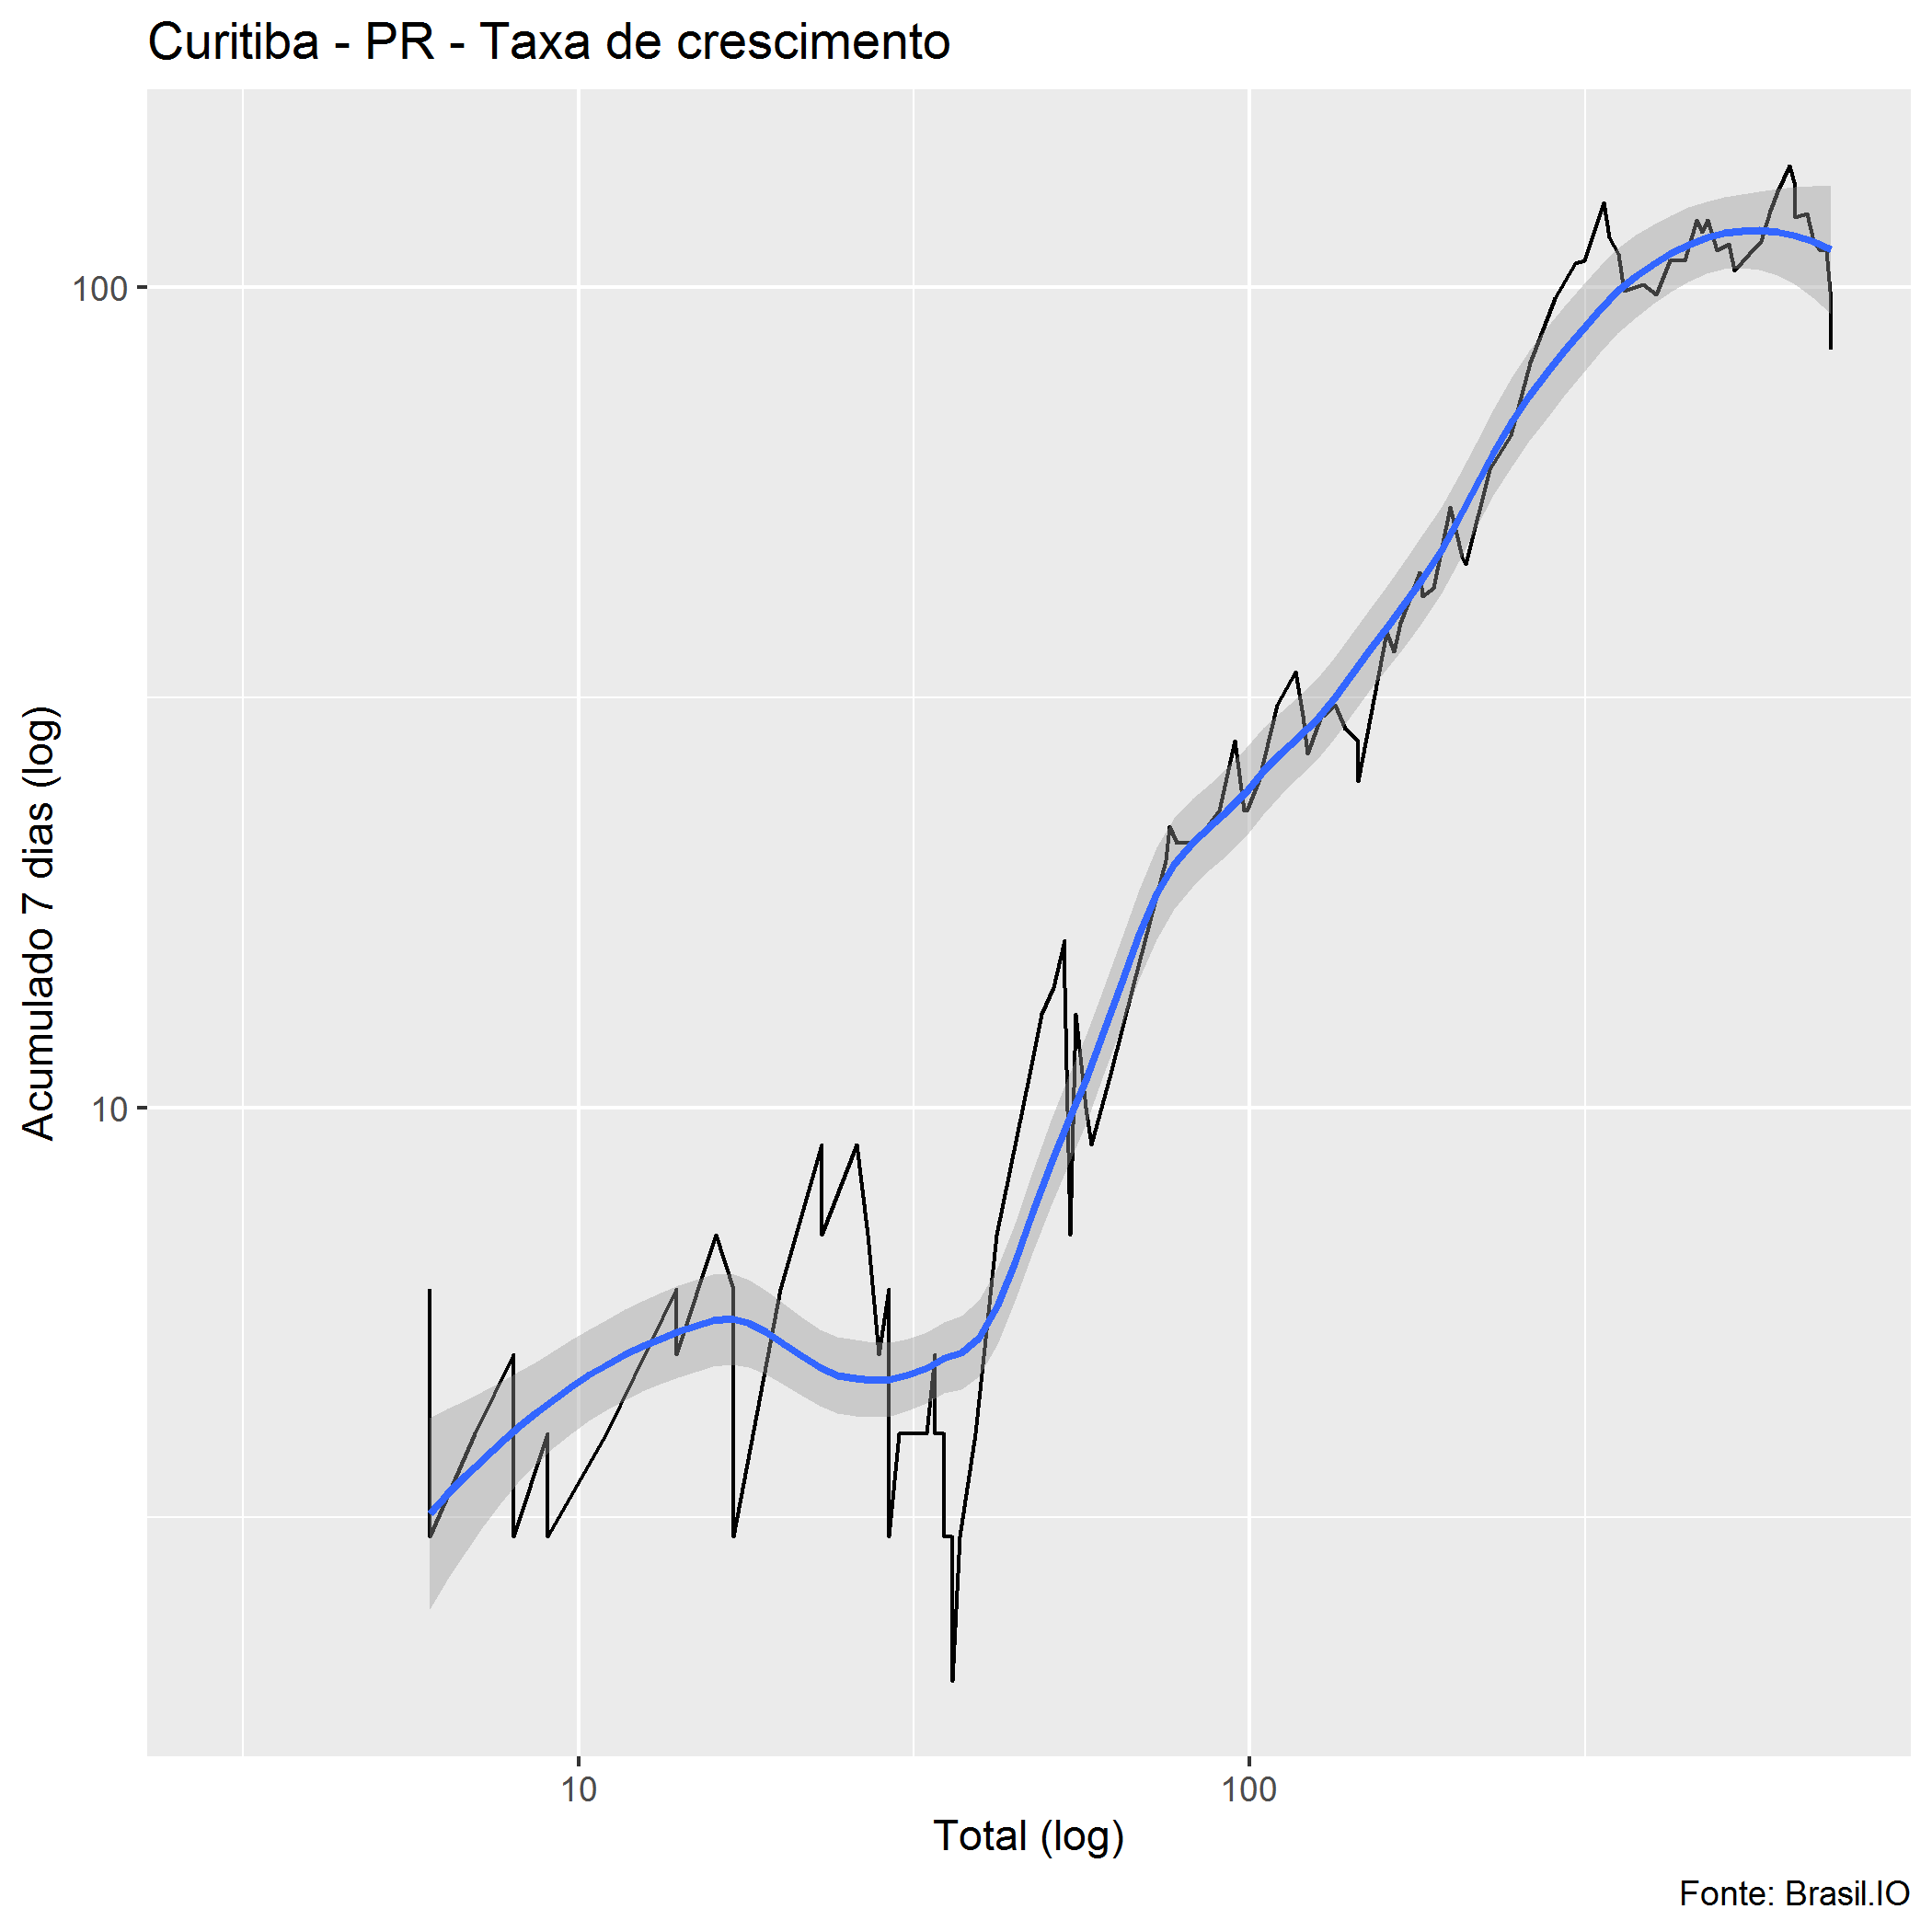 Curitiba - PR - Taxa de crescimento
Acumulado 7 dias (log)
100
10
10
100
Total (log)
Fonte: Brasil.IO